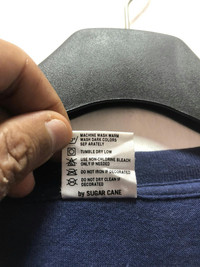 MACHINE WASH WARM
WASH DARK COLORS
SEPARATELY
TUMBLE DRY LOW
USE NON-CHLORINE BLEACH
ONLY IF NEEDED
DO NOT IRON IF DECORATED
DO NOT DRY CLEAN IF
DECORATED
by SUGAR CANE